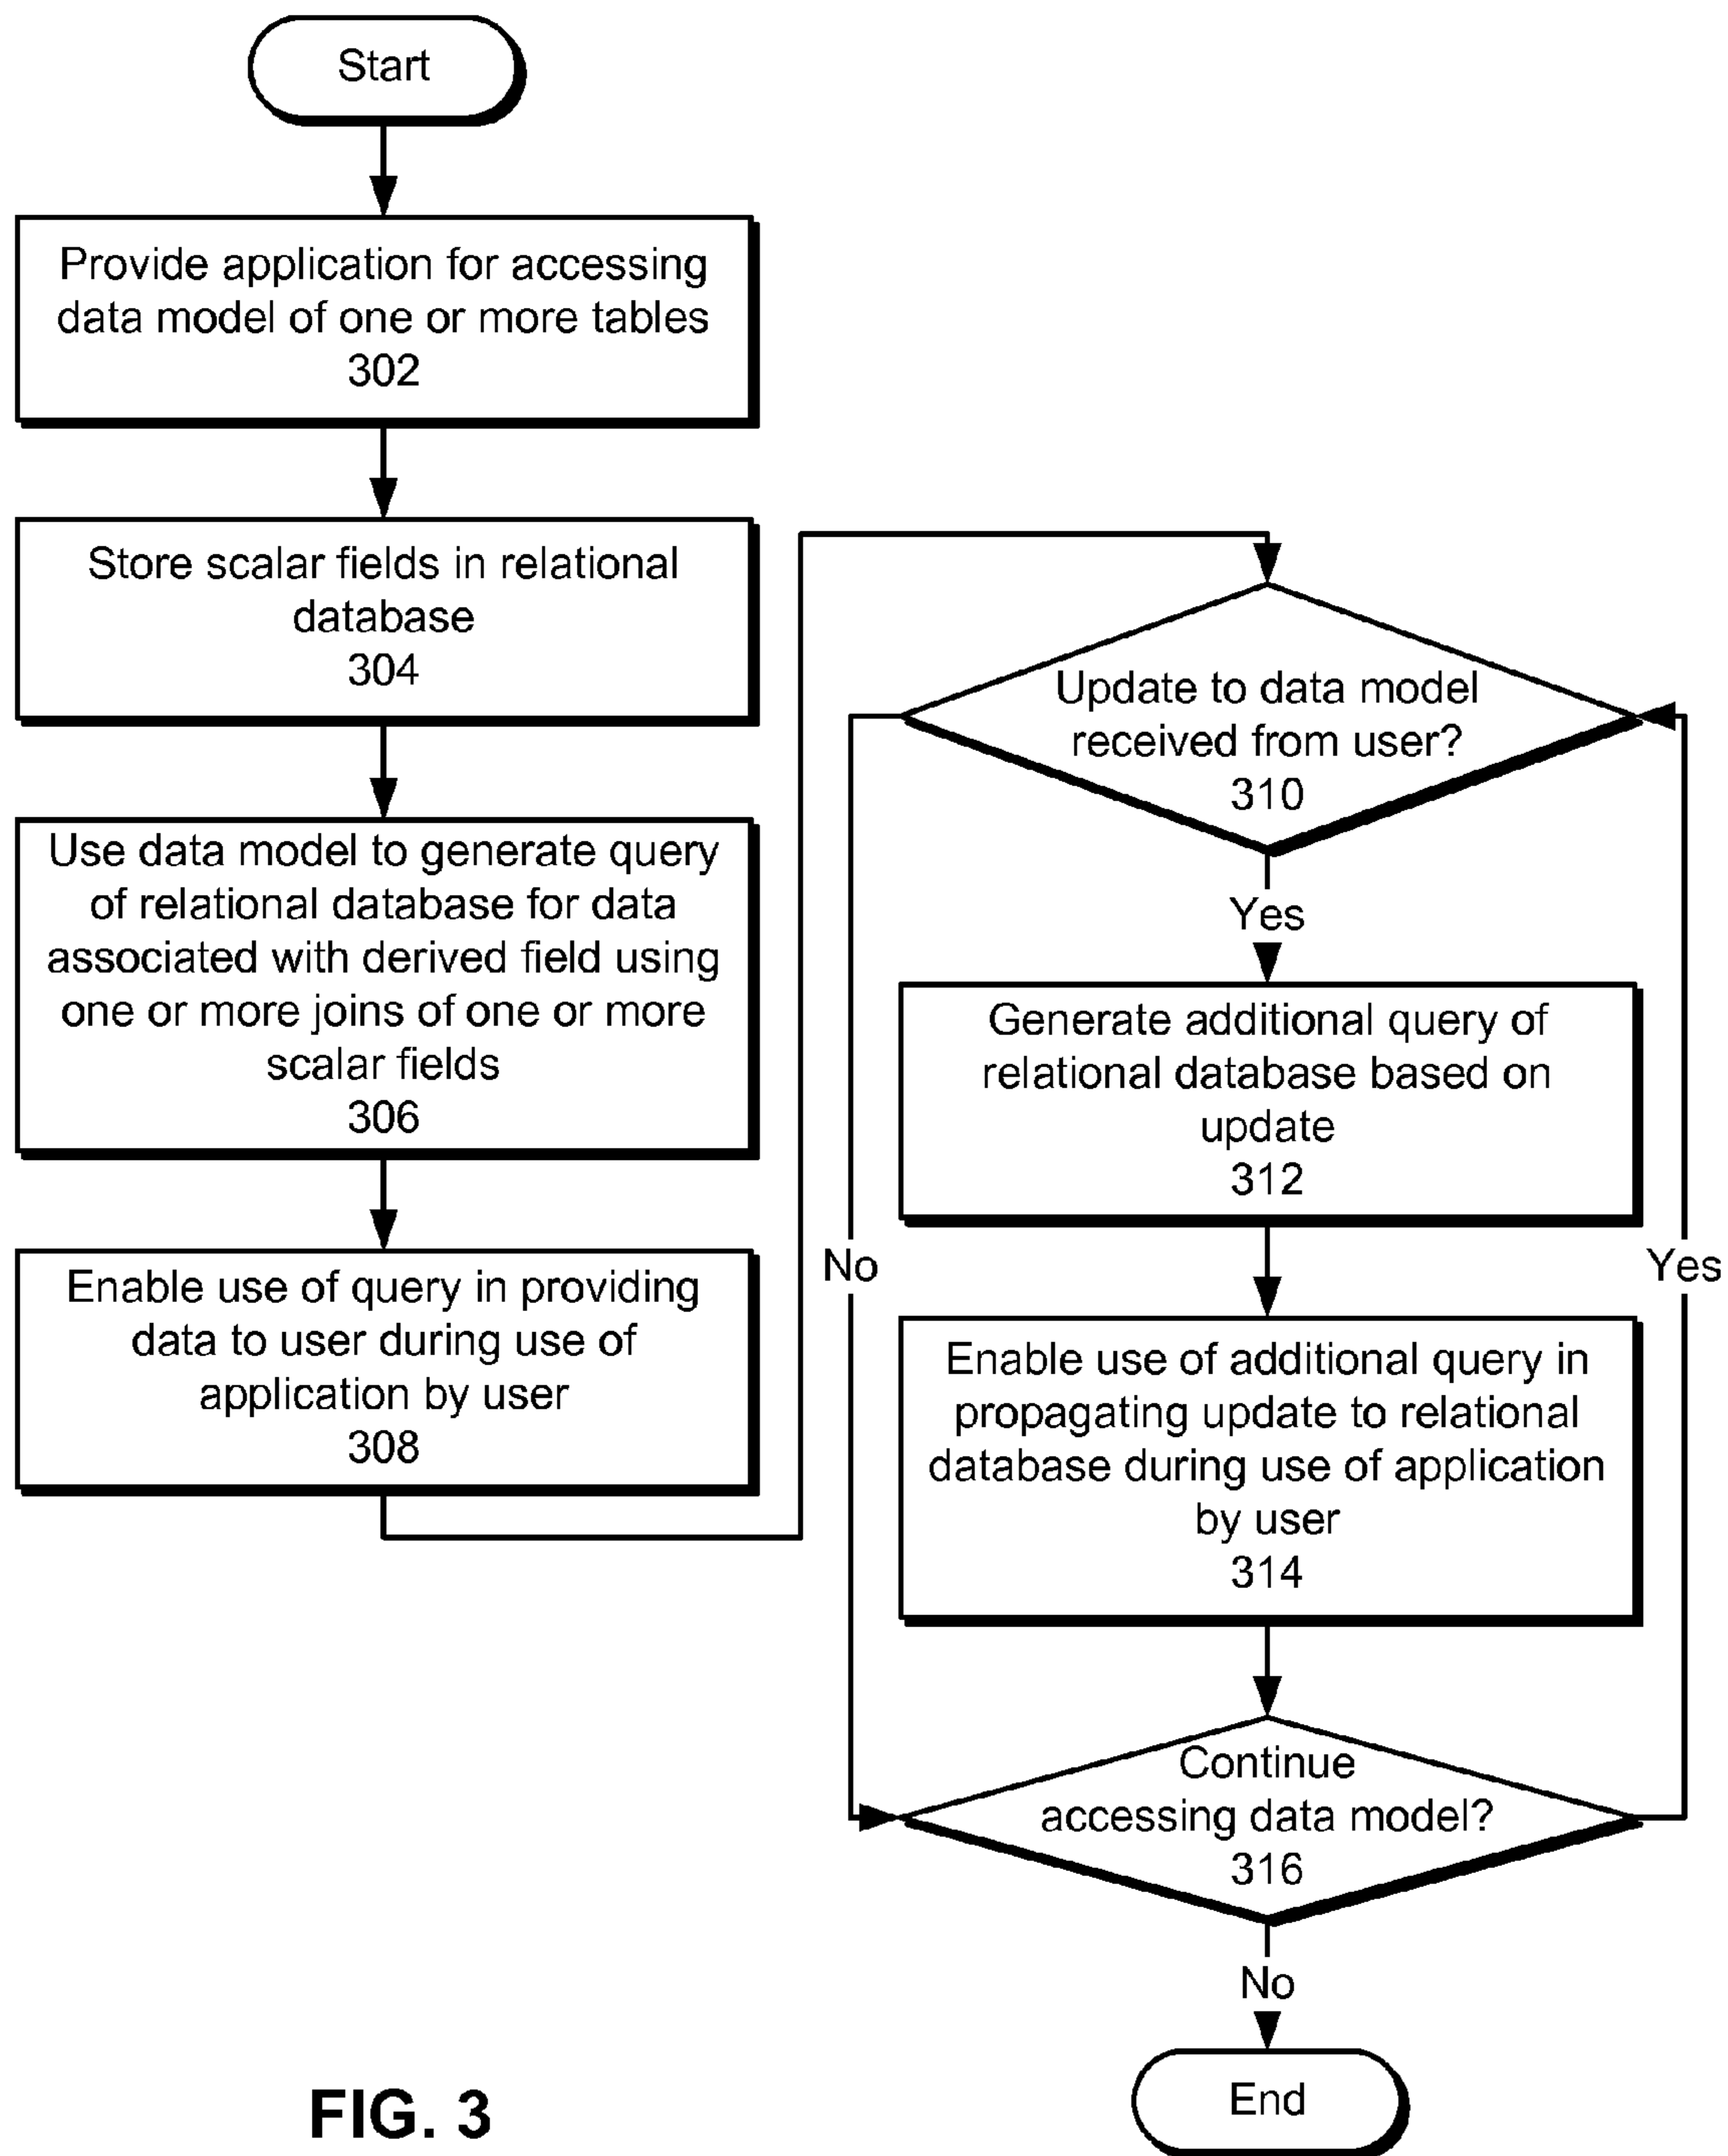 Start
Provide application for accessing
data model of one or more tables
302
Store scalar fields in relational
database
304
Use data model to generate query
of relational database for data
associated with derived field using
one or more joins of one or more
scalar fields
306
Enable use of query in providing
data to user during use of
application by user
308
Update to data model
received from user?
310
Yes
Generate additional query of
relational database based on
update
312
No
Yes
Enable use of additional query in
propagating update to relational
database during use of application
by user
314
Continue
accessing data model?
316
No
End
FIG. 3